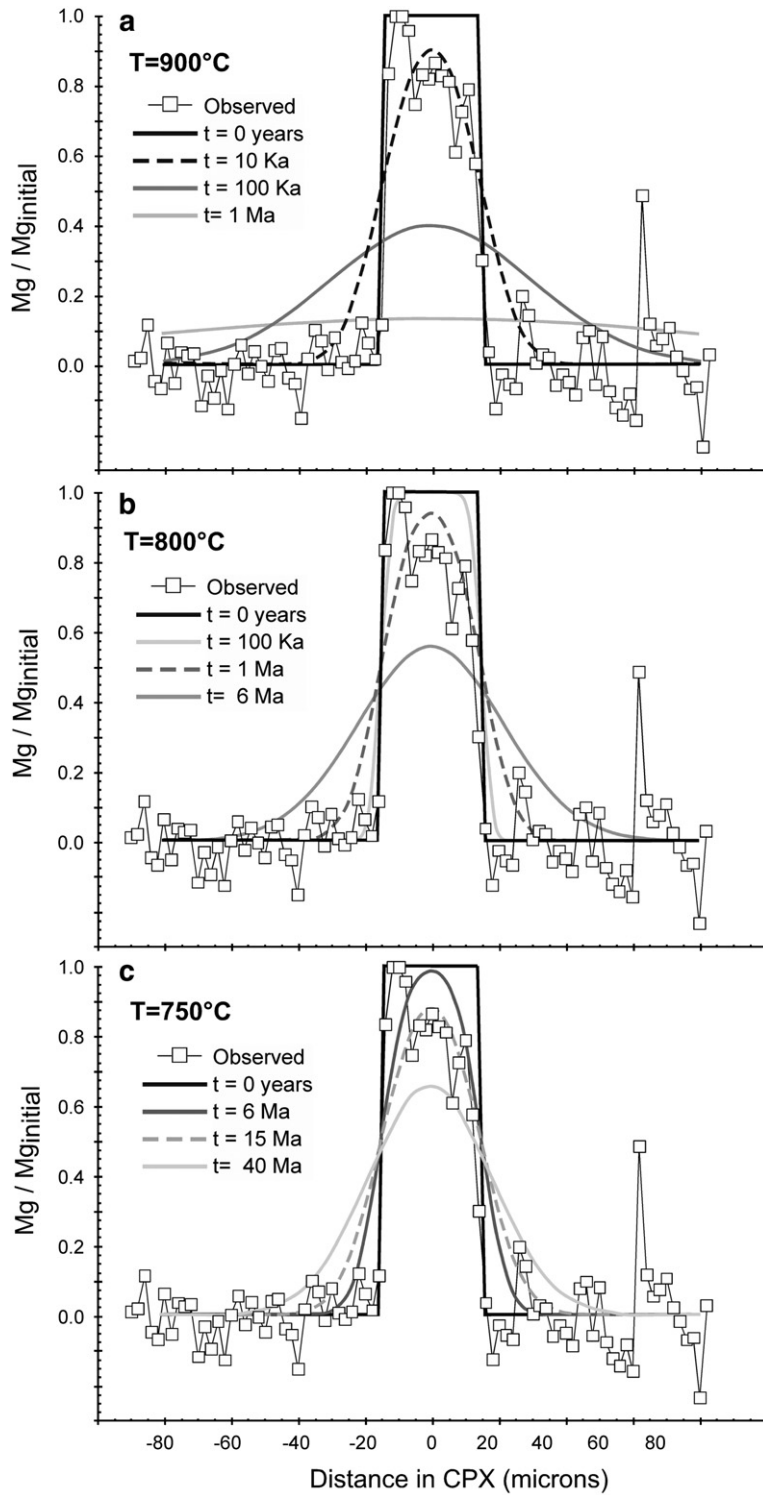 a
T=900°C
Observed
t = 0 years
t = 10 Ka
t = 100 Ka
t= 1 Ma
1.0
0.8
0.6
0.4
0.2
0.0
Mg / Mginitial
b
T=800°C
Observed
t = 0 years
t = 100 Ka
t = 1 Ma
t= 6 Ma
1.0
0.8
0.6
0.4
0.2
0.0
Mg / Mginitial
c
T=750°C
Observed
t = 0 years
t = 6 Ma
t = 15 Ma
t= 40 Ma
1.0
0.8
0.6
0.4
0.2
0.0
Mg / Mginitial
-80 -60 -40 -20 0 20 40 60 80
Distance in CPX (microns)